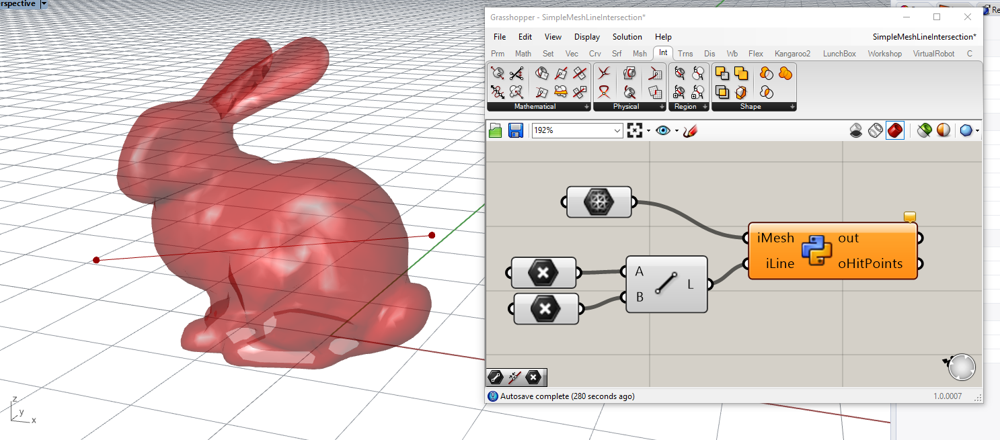 rspective
Re
Grasshopper - SimpleMeshLineIntersection*
File Edit View Display Solution Help SimpleMeshLineIntersection*
Prm Math Set Vec Crv Srf Msh Int Trns Dis Wb Flex Kangaroo2 LunchBox Workshop VirtualRobot C
Mathematical Physical Region Shape
192%
iMesh out
iLine oHitPoints
A
L
B
Autosave complete (280 seconds ago) 1.0.0007
z
y
x